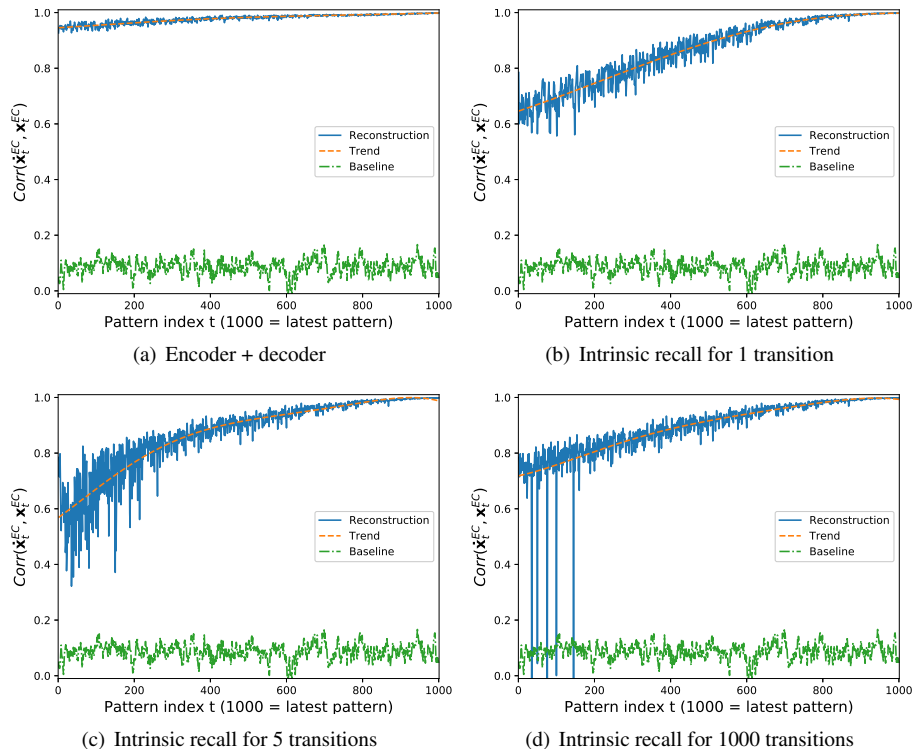 1.0
0.8
0.6
0.4
0.2
0.0
Corr(ẋ_t^EC, x_t^EC)
Reconstruction
Trend
Baseline
0 200 400 600 800 1000
Pattern index t (1000 = latest pattern)
(a) Encoder + decoder
1.0
0.8
0.6
0.4
0.2
0.0
Corr(ẋ_t^EC, x_t^EC)
Reconstruction
Trend
Baseline
0 200 400 600 800 1000
Pattern index t (1000 = latest pattern)
(b) Intrinsic recall for 1 transition
1.0
0.8
0.6
0.4
0.2
0.0
Corr(ẋ_t^EC, x_t^EC)
Reconstruction
Trend
Baseline
0 200 400 600 800 1000
Pattern index t (1000 = latest pattern)
(c) Intrinsic recall for 5 transitions
1.0
0.8
0.6
0.4
0.2
0.0
Corr(ẋ_t^EC, x_t^EC)
Reconstruction
Trend
Baseline
0 200 400 600 800 1000
Pattern index t (1000 = latest pattern)
(d) Intrinsic recall for 1000 transitions